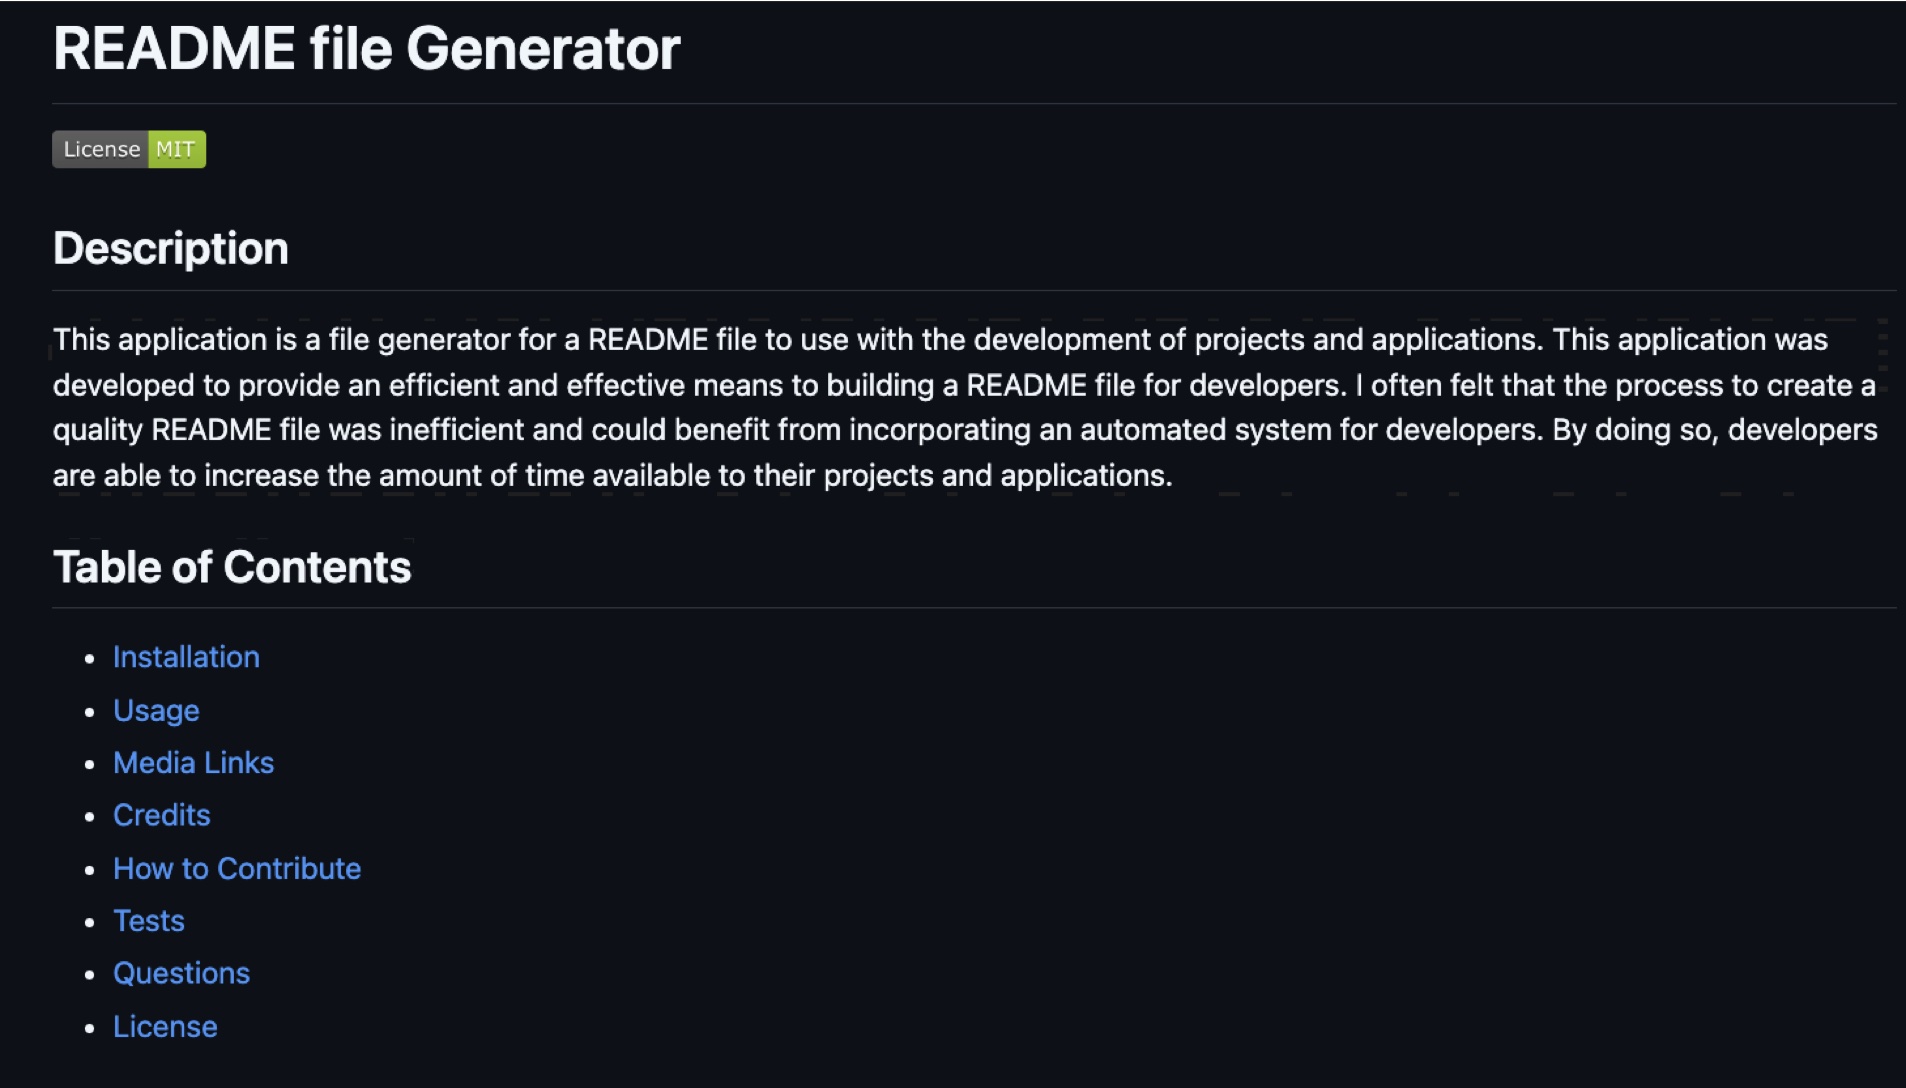 README file Generator
License MIT
Description
This application is a file generator for a README file to use with the development of projects and applications. This application was
developed to provide an efficient and effective means to building a README file for developers. I often felt that the process to create a
quality README file was inefficient and could benefit from incorporating an automated system for developers. By doing so, developers
are able to increase the amount of time available to their projects and applications.
Table of Contents
• Installation
• Usage
• Media Links
• Credits
• How to Contribute
• Tests
• Questions
• License